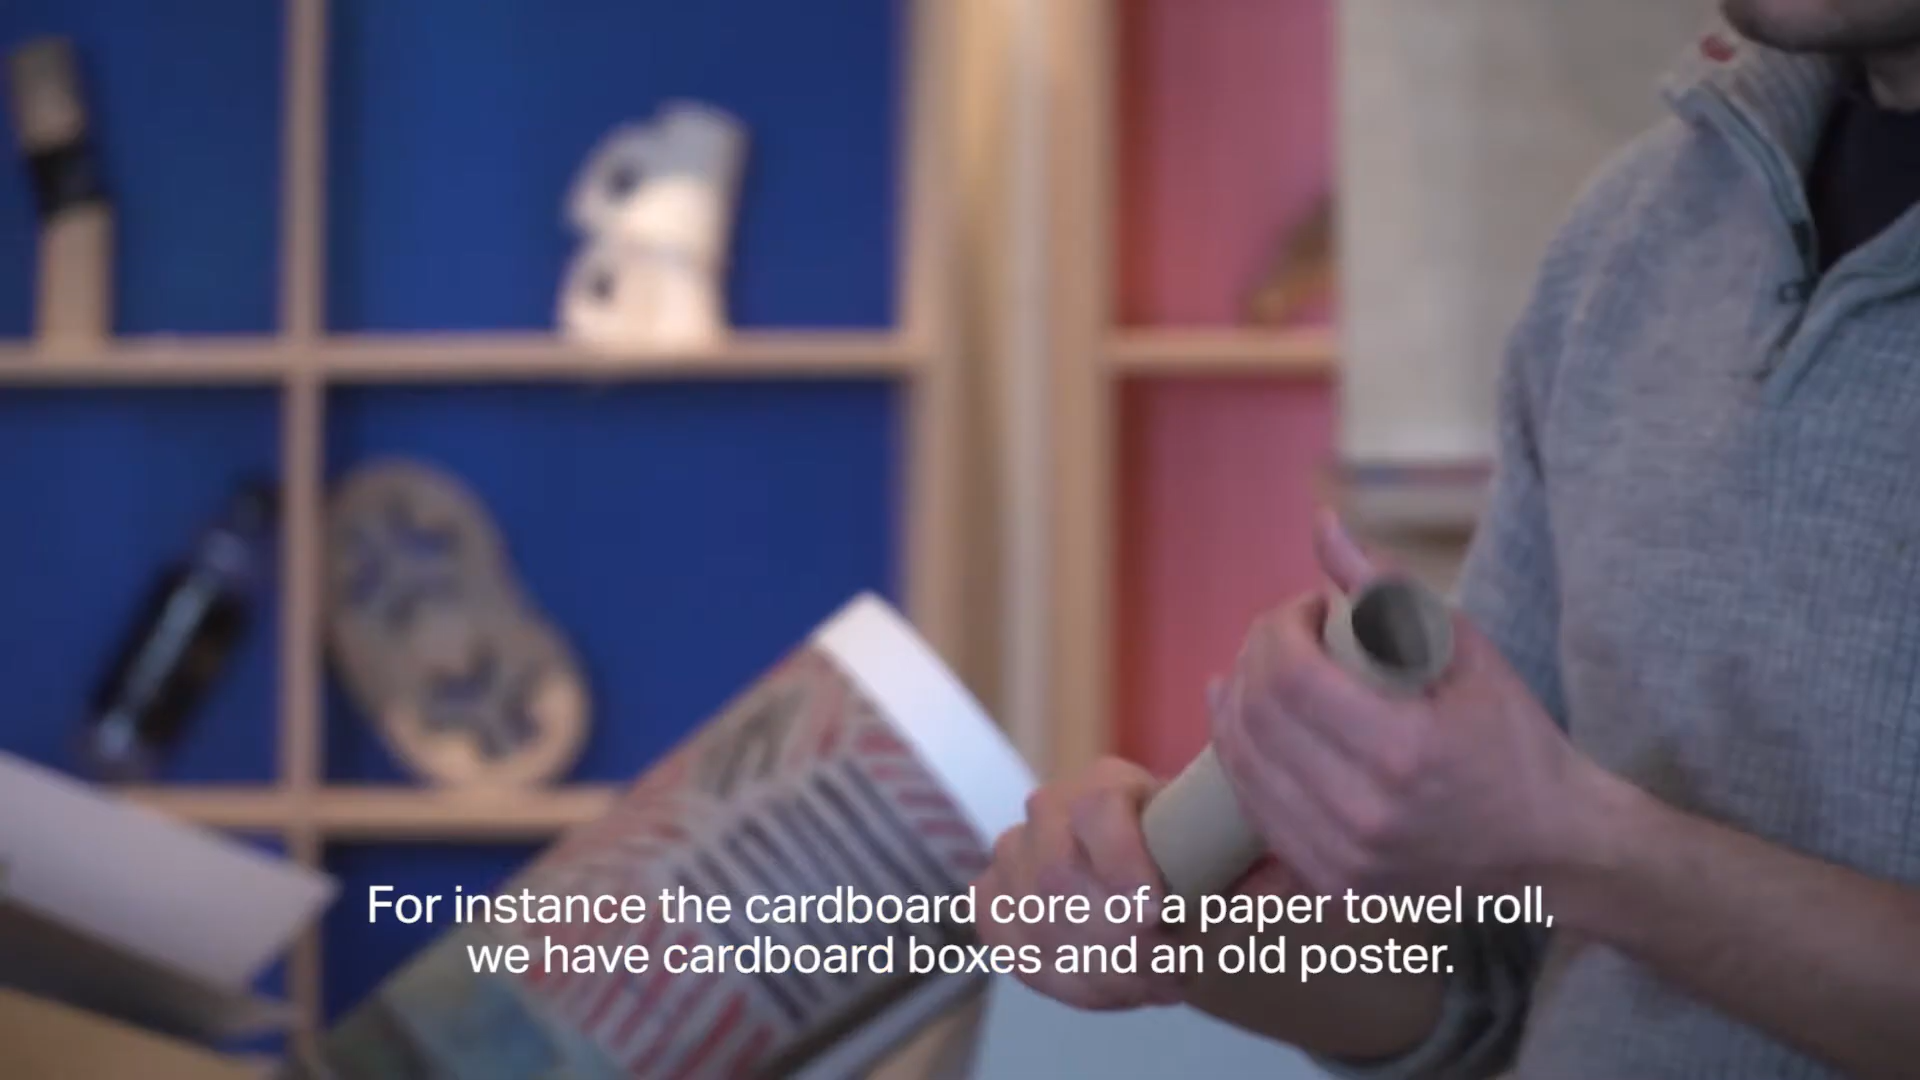 For instance the cardboard core of a paper towel roll,
we have cardboard boxes and an old poster.